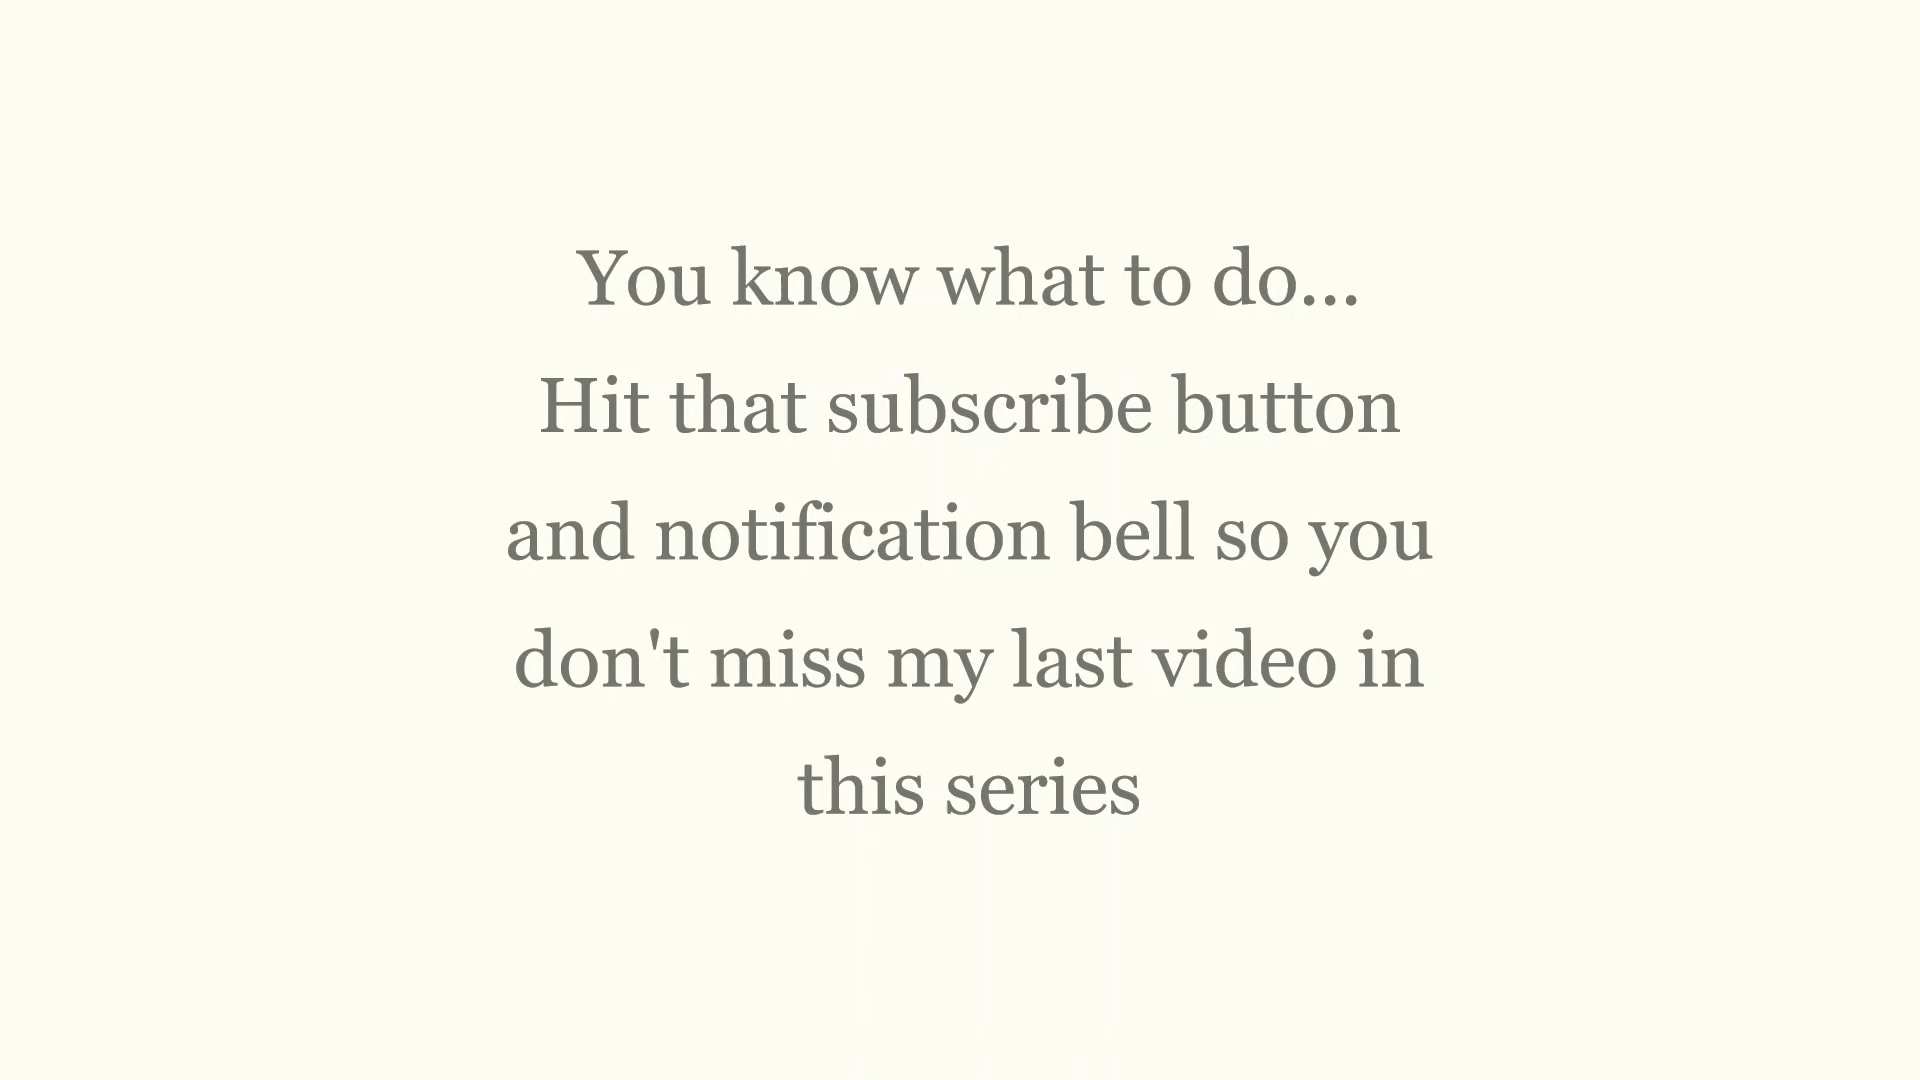 You know what to do...
Hit that subscribe button
and notification bell so you
don't miss my last video in
this series